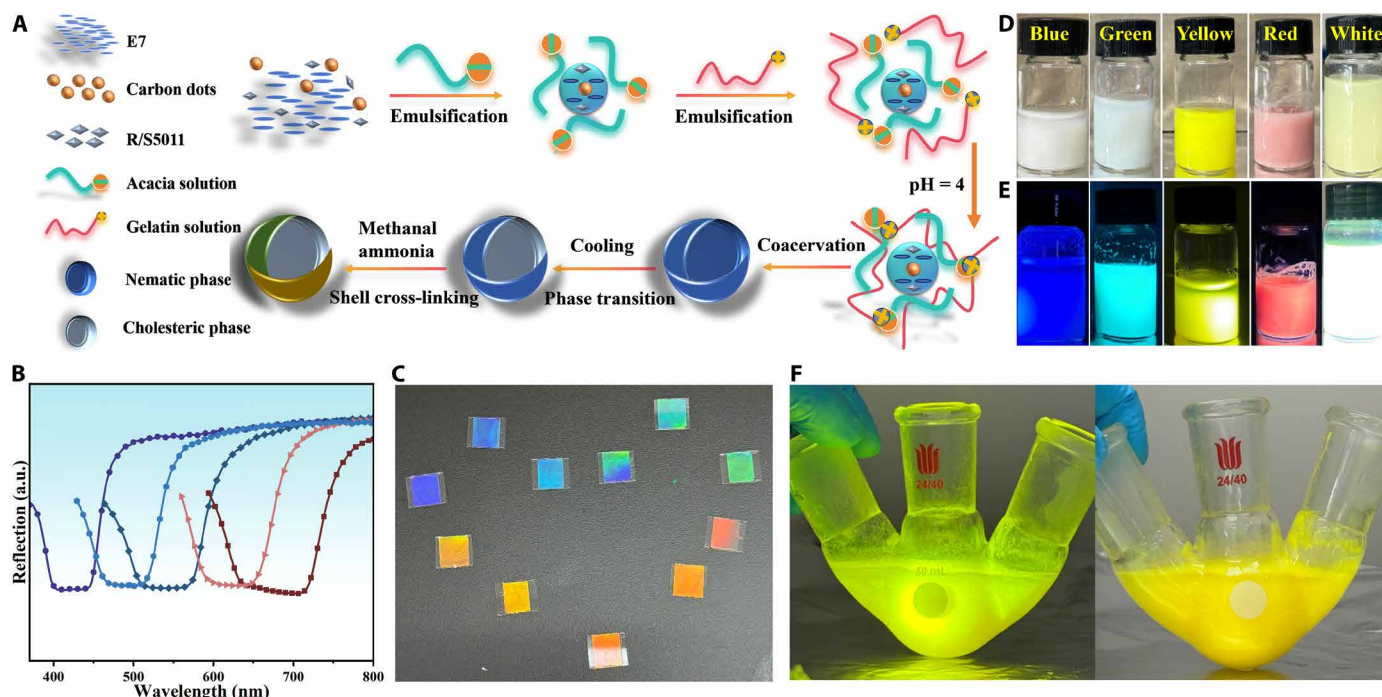 A
E7
Carbon dots
R/S5011
Acacia solution
Gelatin solution
Nematic phase
Cholesteric phase
Emulsification
Emulsification
pH = 4
Coacervation
Cooling
Phase transition
Methanal
ammonia
Shell cross-linking
D
Blue
Green
Yellow
Red
White
E
B
Reflection (a.u.)
400
500
600
700
800
Wavelength (nm)
C
F
24/40
50 mL
24/40
50 mL